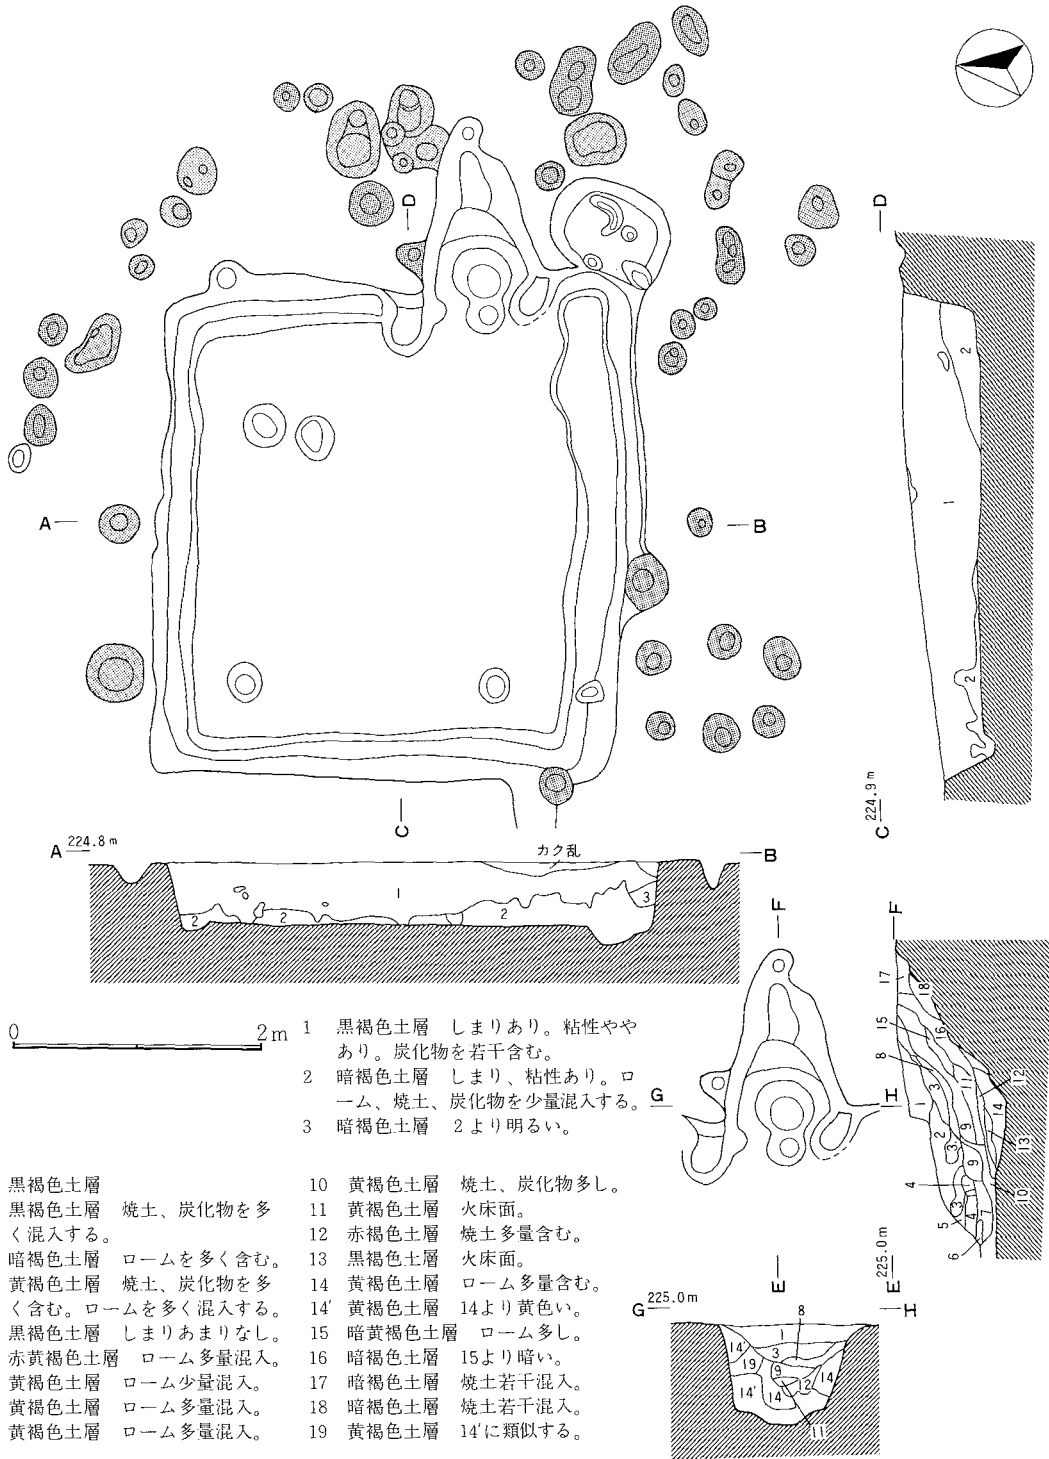 D
D
A
B
C
C 224.9m
A 224.8m
B
カク乱
1
2
2
2
3
1
2
2
F
F
0 2m
1 黒褐色土層 しまりあり。粘性やや
あり。炭化物を若干含む。
2 暗褐色土層 しまり、粘性あり。ロ
ーム、焼土、炭化物を少量混入する。
3 暗褐色土層 2より明るい。
G
H
17
18
15
16
8
3
11
12
1
14
2
9
13
3
9
4
10
3
4
7
5
6
E
E 225.0m
黒褐色土層
黒褐色土層 焼土、炭化物を多
く混入する。
暗褐色土層 ロームを多く含む。
黄褐色土層 焼土、炭化物を多
く含む。ロームを多く混入する。
黒褐色土層 しまりあまりなし。
赤黄褐色土層 ローム多量混入。
黄褐色土層 ローム少量混入。
黄褐色土層 ローム多量混入。
黄褐色土層 ローム多量混入。
10 黄褐色土層 焼土、炭化物多し。
11 黄褐色土層 火床面。
12 赤褐色土層 焼土多量含む。
13 黒褐色土層 火床面。
14 黄褐色土層 ローム多量含む。
14′ 黄褐色土層 14より黄色い。
15 暗黄褐色土層 ローム多し。
16 暗褐色土層 15より暗い。
17 暗褐色土層 焼土若干混入。
18 暗褐色土層 焼土若干混入。
19 黄褐色土層 14′に類似する。
G 225.0m
H
8
1
14′
3
19
9
12
14
14′
14
11